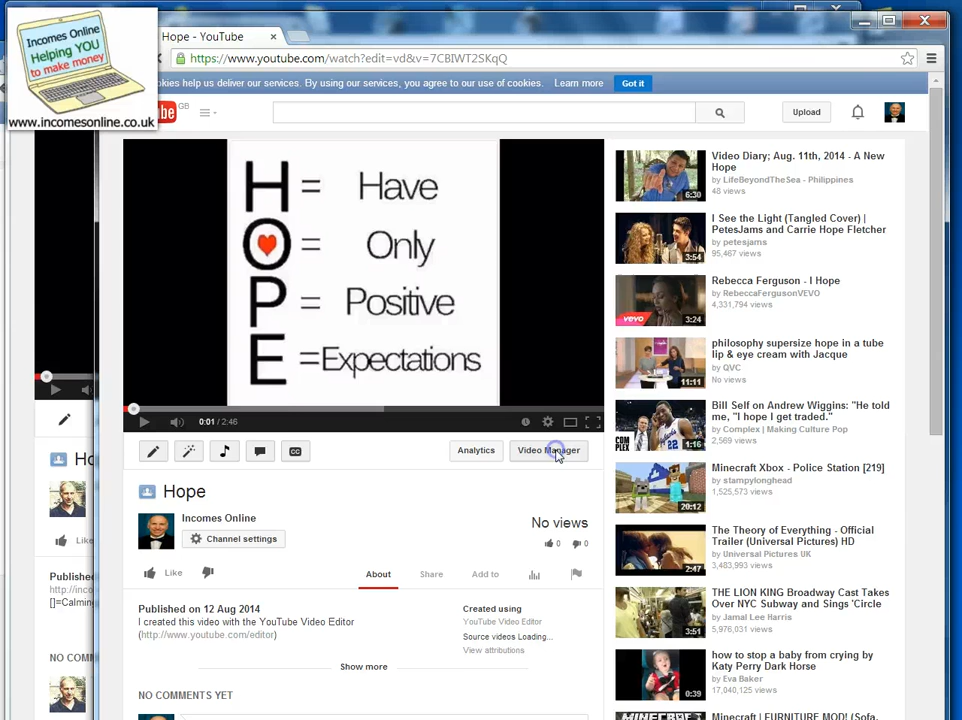 Incomes Online
Helping YOU
to make money
www.incomesonline.co.uk
Hope - YouTube
https://www.youtube.com/watch?edit=vd&v=7CBIWT2SKqQ
okies help us deliver our services. By using our services, you agree to our use of cookies.
Learn more
Got it
be
GB
Upload
H = Have
O = Only
P = Positive
E =Expectations
0:01 / 2:46
CC
Analytics
Video Manager
Hope
Incomes Online
Channel settings
No views
0
0
Like
About
Share
Add to
Published on 12 Aug 2014
I created this video with the YouTube Video Editor
(http://www.youtube.com/editor)
Created using
YouTube Video Editor
Source videos Loading...
View attributions
Show more
NO COMMENTS YET
Video Diary; Aug. 11th, 2014 - A New
Hope
by LifeBeyondTheSea - Philippines
48 views
6:30
I See the Light (Tangled Cover) |
PetesJams and Carrie Hope Fletcher
by petesjams
95,467 views
3:54
Rebecca Ferguson - I Hope
by RebeccaFergusonVEVO
4,331,794 views
vevo
3:24
philosophy supersize hope in a tube
lip & eye cream with Jacque
by QVC
No views
11:11
Bill Self on Andrew Wiggins: "He told
me, "I hope I get traded."
by Complex | Making Culture Pop
2,569 views
COM
PLEX
4:02
Minecraft Xbox - Police Station [219]
by stampylonghead
1,525,573 views
20:12
The Theory of Everything - Official
Trailer (Universal Pictures) HD
by Universal Pictures UK
3,483,993 views
2:47
THE LION KING Broadway Cast Takes
Over NYC Subway and Sings 'Circle
by Jamal Lee Harris
5,976,031 views
3:51
how to stop a baby from crying by
Katy Perry Dark Horse
by Eva Baker
17,040,125 views
0:39
Minecraft | FURNITURE MOD! (Sofa,
MINECRAFT
Ho
Like
Published
http://inco
[]=Calming
NO COMM